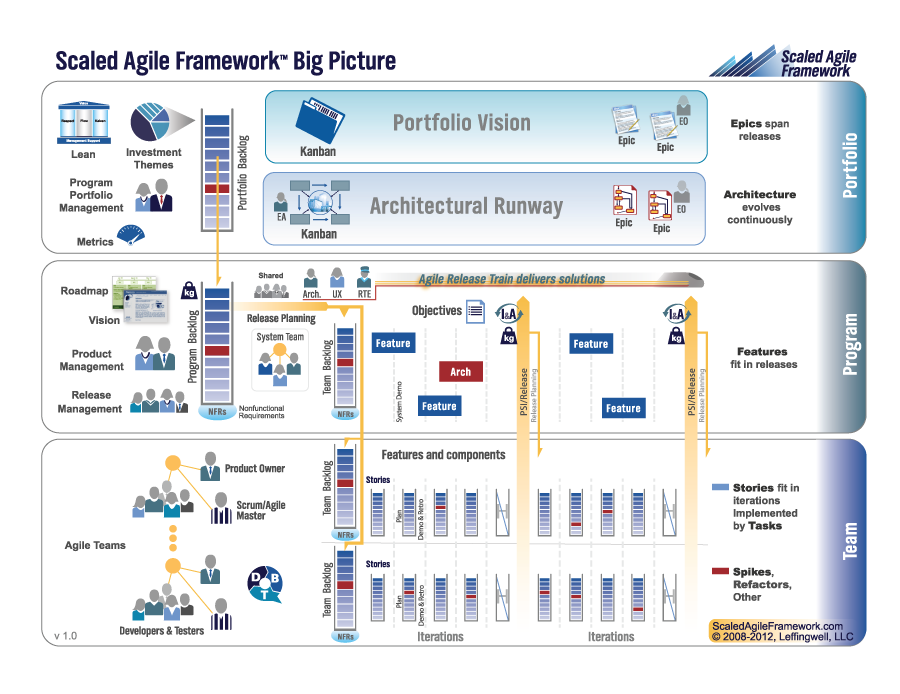 Scaled Agile Framework™ Big Picture
Scaled Agile
Framework
Lean
Investment
Themes
Program
Portfolio
Management
Metrics
Portfolio Backlog
Kanban
Portfolio Vision
Epic
Epic
EO
Epics span
releases
EA
Kanban
Architectural Runway
Epic
Epic
EO
Architecture
evolves
continuously
Portfolio
Roadmap
Vision
Product
Management
Release
Management
kg
Program Backlog
NFRs
Nonfunctional
Requirements
Shared
Arch.
UX
RTE
Agile Release Train delivers solutions
Release Planning
System Team
Team Backlog
NFRs
Objectives
Feature
Arch
Feature
System Demo
I&A
kg
PSI/Release
Release Planning
Feature
Feature
I&A
kg
PSI/Release
Release Planning
Features
fit in releases
Program
Agile Teams
Product Owner
Scrum/Agile
Master
Developers & Testers
D B
T
Team Backlog
NFRs
Features and components
Stories
Plan
Demo & Retro
Team Backlog
NFRs
Stories
Plan
Demo & Retro
Iterations
Iterations
Stories fit in
iterations
Implemented
by Tasks
Spikes,
Refactors,
Other
Team
v 1.0
ScaledAgileFramework.com
© 2008-2012, Leffingwell, LLC